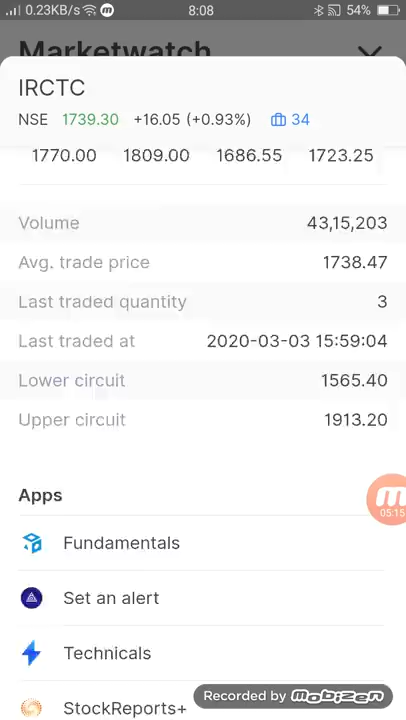 0.23KB/s 8:08 54%
Marketwatch
IRCTC
NSE 1739.30 +16.05 (+0.93%) 34
1770.00 1809.00 1686.55 1723.25
Volume 43,15,203
Avg. trade price 1738.47
Last traded quantity 3
Last traded at 2020-03-03 15:59:04
Lower circuit 1565.40
Upper circuit 1913.20
Apps
05:15
Fundamentals
Set an alert
Technicals
StockReports+
Recorded by mobizen